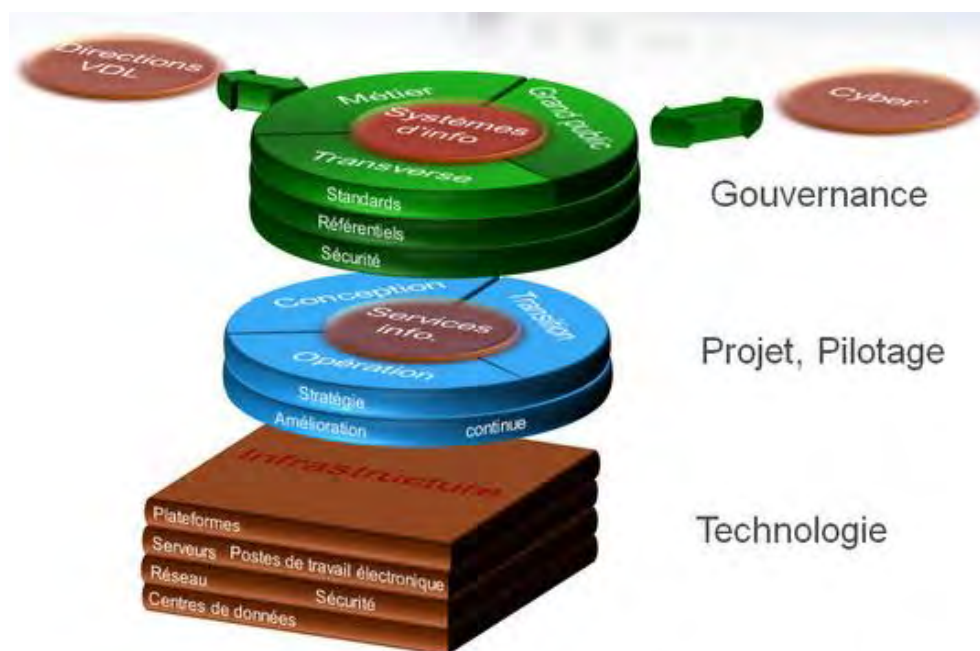 Directions
VDL
Métier
Grand public
Systèmes
d'info
Transverse
Cyber'
Standards
Référentiels
Sécurité
Gouvernance
Conception
Transition
Services
info.
Opération
Stratégie
Amélioration continue
Projet, Pilotage
Infrastructure
Plateformes
Serveurs Postes de travail électronique
Réseau Sécurité
Centres de données
Technologie